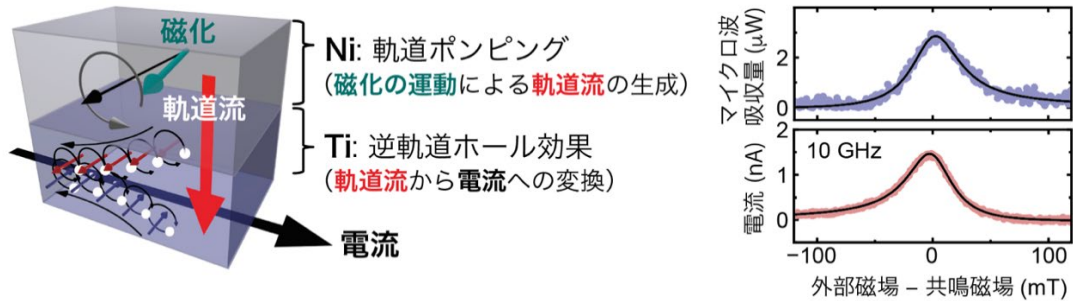 磁化
軌道流
Ni: 軌道ポンピング
(磁化の運動による軌道流の生成)
Ti: 逆軌道ホール効果
(軌道流から電流への変換)
電流
マイクロ波
吸収量 (μW)
2
0
電流 (nA)
2
1
0
10 GHz
−100
0
100
外部磁場 − 共鳴磁場 (mT)